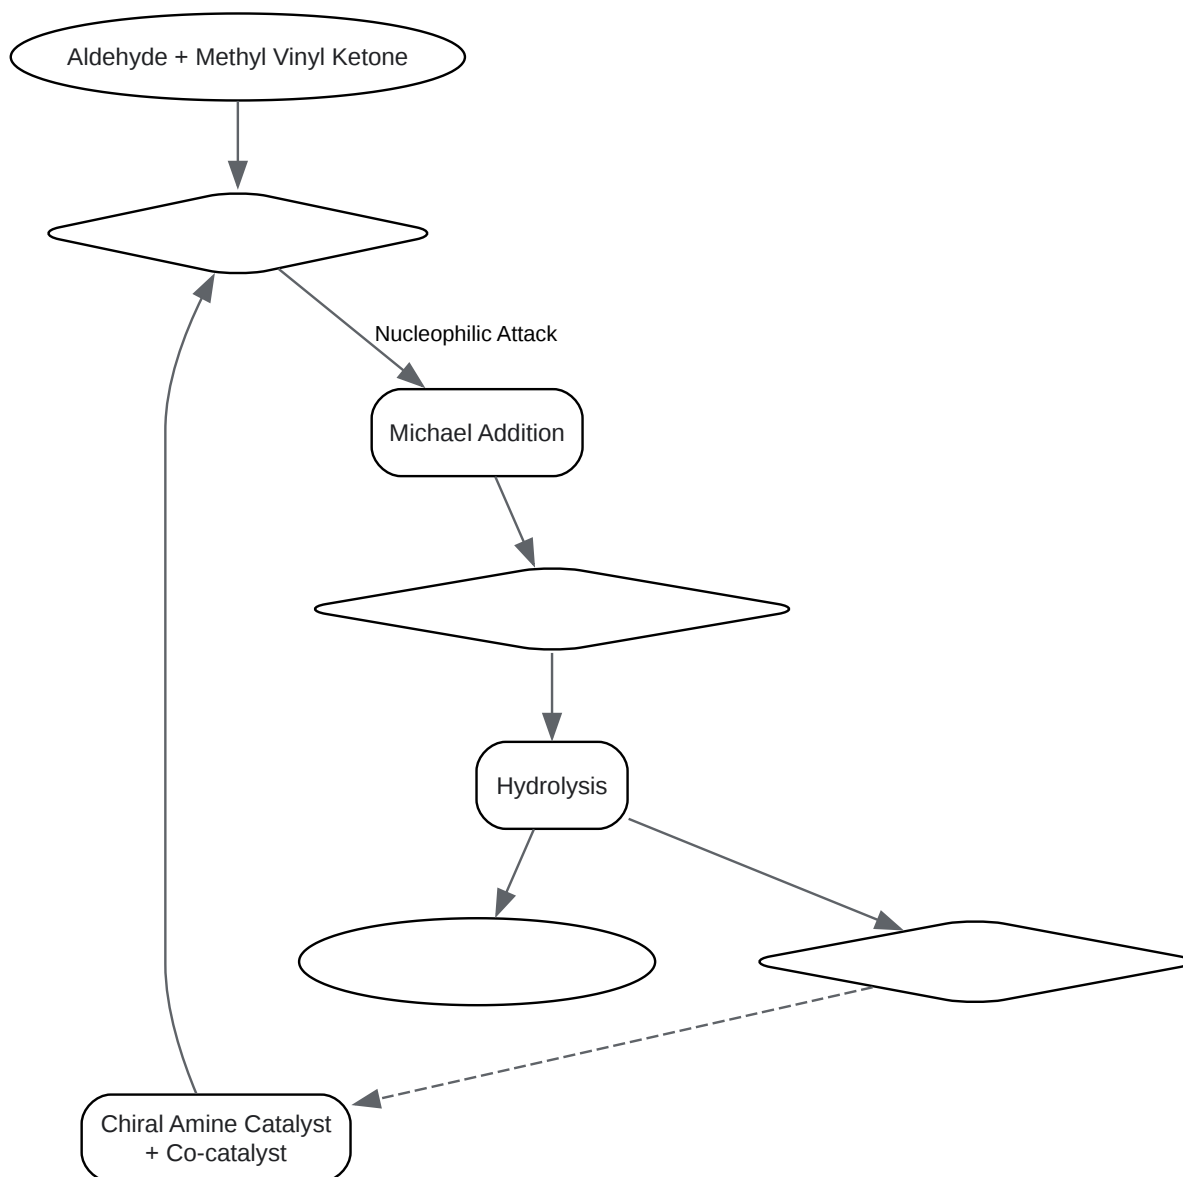 Aldehyde + Methyl Vinyl Ketone
Nucleophilic Attack
Michael Addition
Hydrolysis
Chiral Amine Catalyst
+ Co-catalyst